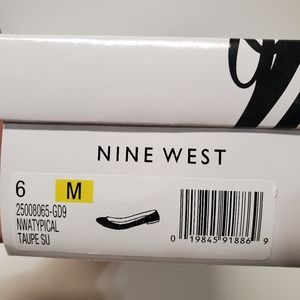 NINE WEST
6 M
25008065-GD9
NWATYPICAL
TAUPE SU
0 19845 91886 9